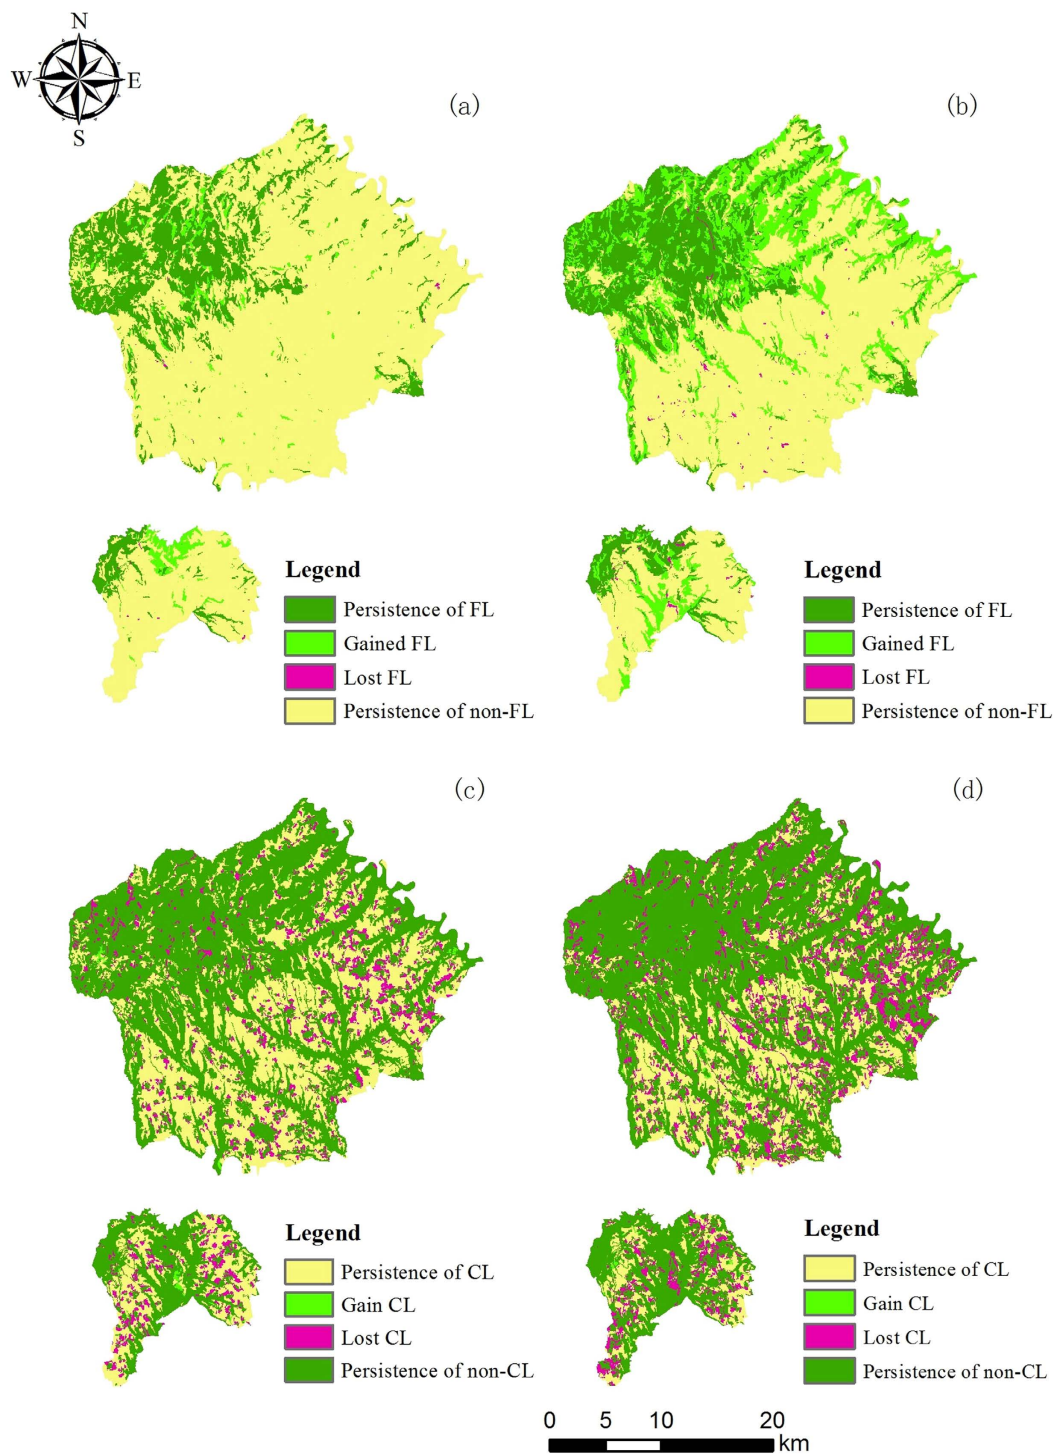 N
W E
S
(a)
(b)
Legend
Persistence of FL
Gained FL
Lost FL
Persistence of non-FL
Legend
Persistence of FL
Gained FL
Lost FL
Persistence of non-FL
(c)
(d)
Legend
Persistence of CL
Gain CL
Lost CL
Persistence of non-CL
Legend
Persistence of CL
Gain CL
Lost CL
Persistence of non-CL
0 5 10 20
km